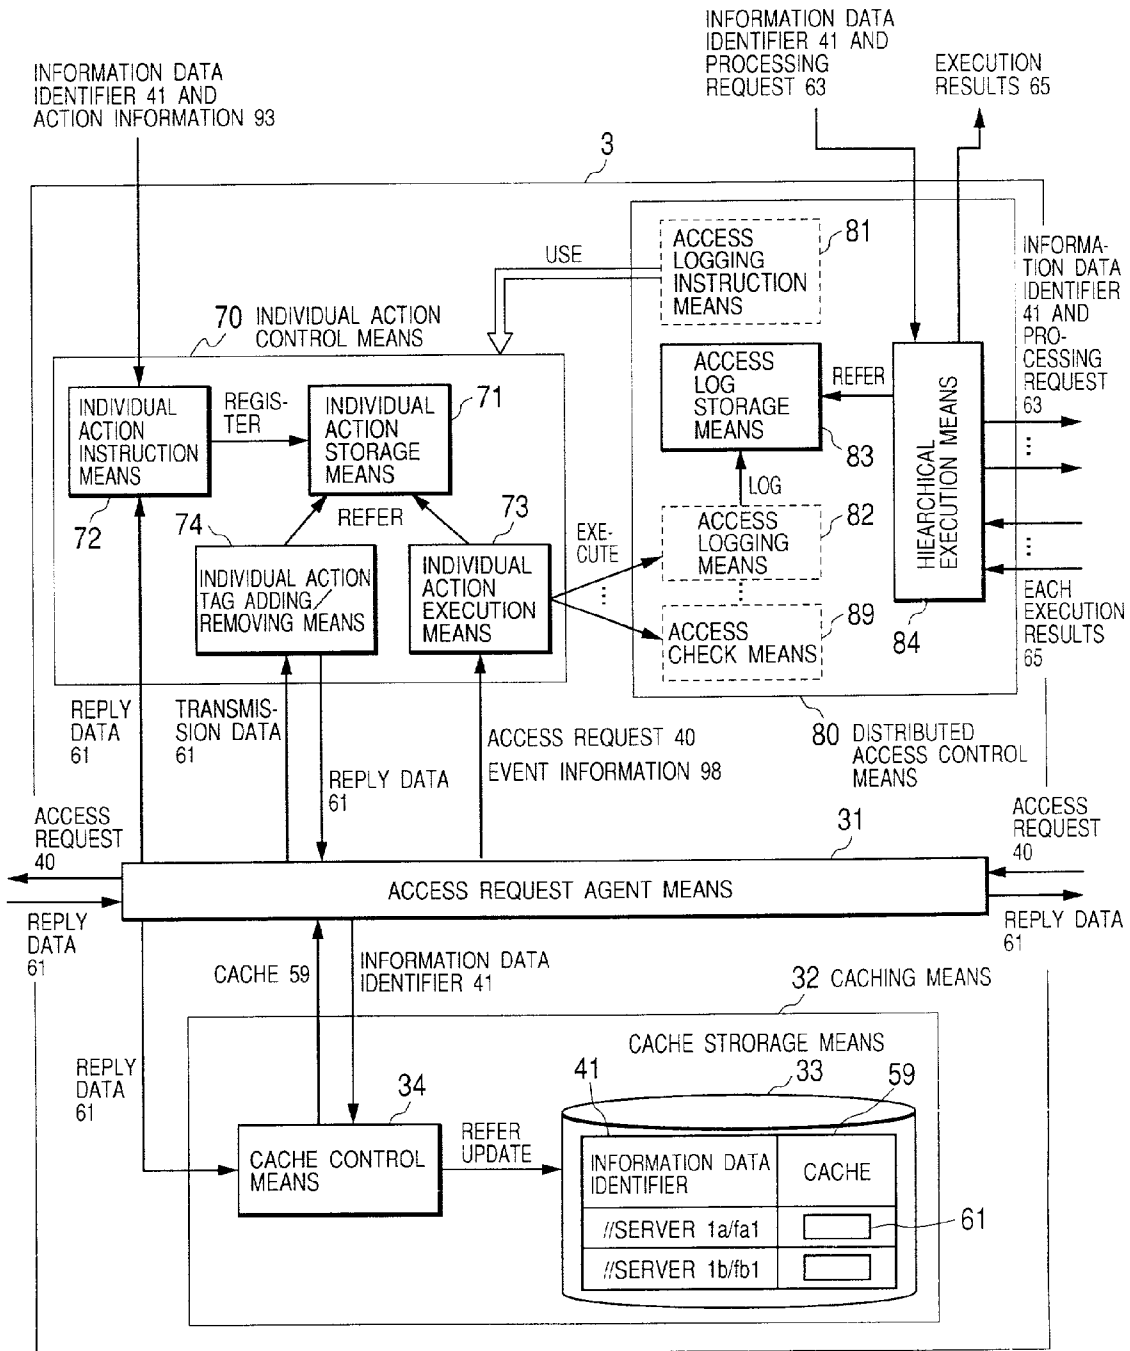 INFORMATION DATA
IDENTIFIER 41 AND
PROCESSING
REQUEST 63
EXECUTION
RESULTS 65
INFORMATION DATA
IDENTIFIER 41 AND
ACTION INFORMATION 93
3
ACCESS
LOGGING
INSTRUCTION
MEANS
81
USE
INFORMA-
TION DATA
IDENTIFIER
41 AND
PRO-
CESSING
REQUEST
63
70 INDIVIDUAL ACTION
CONTROL MEANS
ACCESS
LOG
STORAGE
MEANS
83
REFER
HIEARCHICAL
EXECUTION MEANS
84
INDIVIDUAL
ACTION
INSTRUCTION
MEANS
72
REGIS-
TER
INDIVIDUAL
ACTION
STORAGE
MEANS
71
LOG
REFER
74
73
EXE-
CUTE
ACCESS
LOGGING
MEANS
82
INDIVIDUAL ACTION
TAG ADDING/
REMOVING MEANS
INDIVIDUAL
ACTION
EXECUTION
MEANS
ACCESS
CHECK MEANS
89
EACH
EXECUTION
RESULTS
65
REPLY
DATA
61
TRANSMIS-
SION DATA
61
REPLY DATA
61
ACCESS REQUEST 40
EVENT INFORMATION 98
80 DISTRIBUTED
ACCESS CONTROL
MEANS
ACCESS
REQUEST
40
31
ACCESS
REQUEST
40
ACCESS REQUEST AGENT MEANS
REPLY
DATA
61
REPLY DATA
61
CACHE 59
INFORMATION DATA
IDENTIFIER 41
32 CACHING MEANS
REPLY
DATA
61
CACHE STRORAGE MEANS
34
41
33
59
CACHE CONTROL
MEANS
REFER
UPDATE
INFORMATION DATA
IDENTIFIER
CACHE
//SERVER 1a/fa1
61
//SERVER 1b/fb1